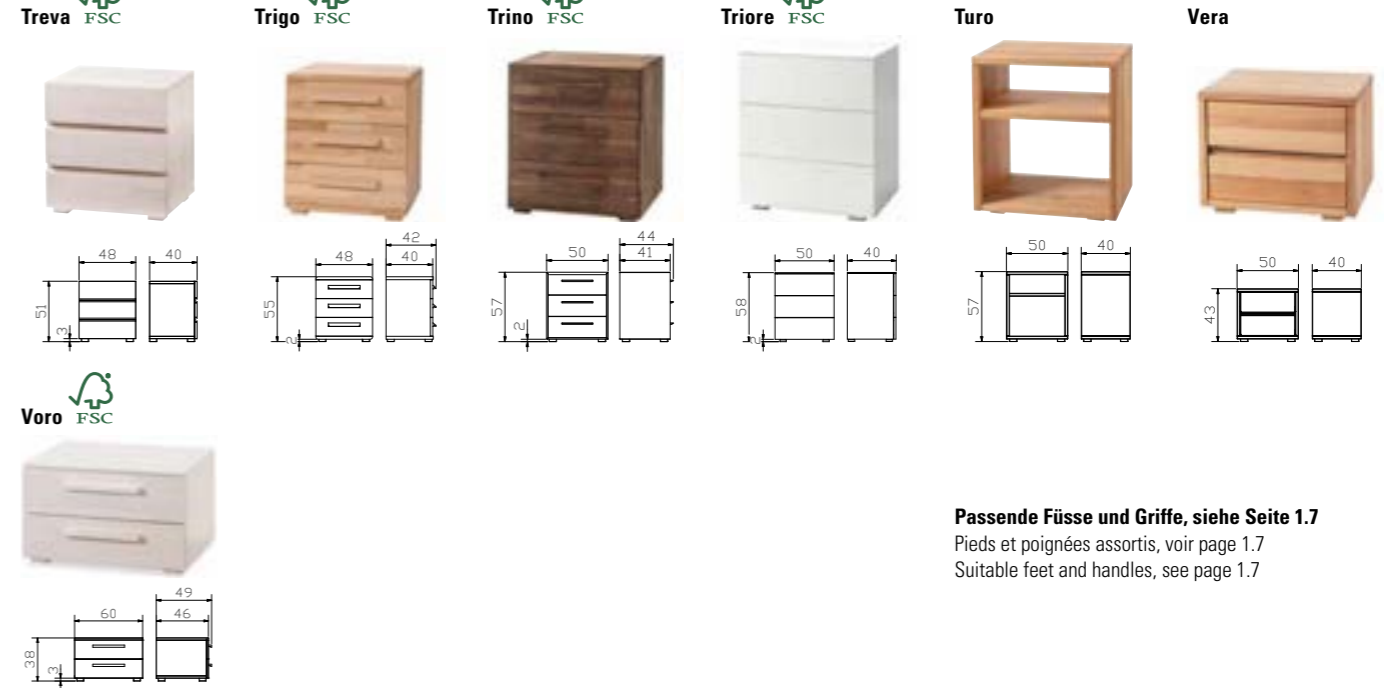 Treva FSC
Trigo FSC
Trino FSC
Triore FSC
Turo
Vera
48 40
51
3
42
48 40
55
2
44
50 41
57
2
50 40
58
2
50 40
57
50 40
43
Voro FSC
49
60 46
38
3
Passende Füsse und Griffe, siehe Seite 1.7
Pieds et poignées assortis, voir page 1.7
Suitable feet and handles, see page 1.7